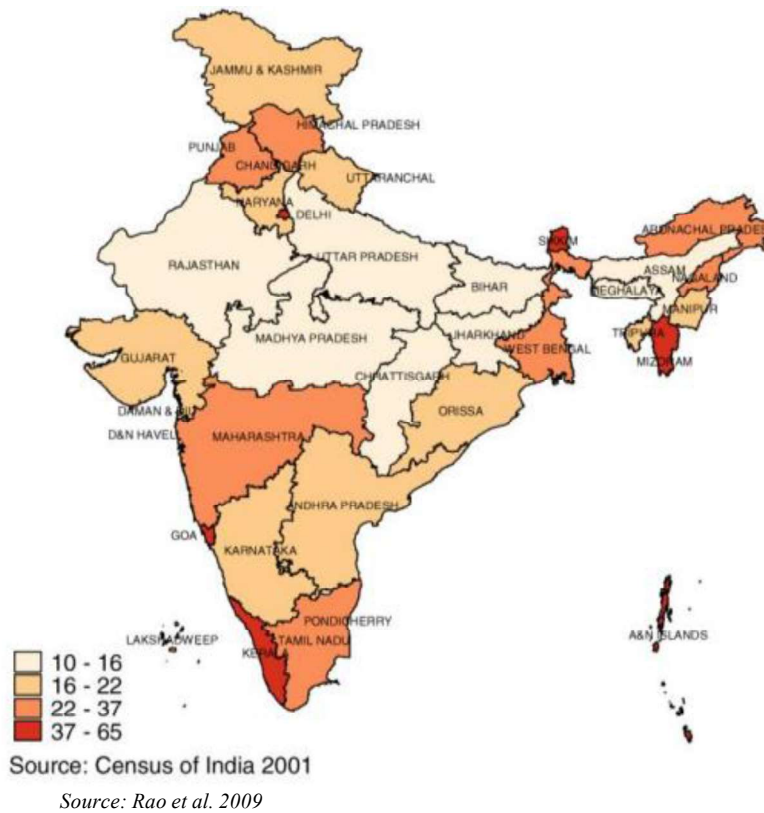 JAMMU & KASHMIR
HIMACHAL PRADESH
PUNJAB
CHANDIGARH
UTTARANCHAL
HARYANA
DELHI
SIKKIM
ARUNACHAL PRADESH
RAJASTHAN
UTTAR PRADESH
BIHAR
ASSAM
NAGALAND
MEGHALAYA
MANIPUR
GUJARAT
MADHYA PRADESH
JHARKHAND
WEST BENGAL
TRIPURA
MIZORAM
CHHATTISGARH
DAMAN & DIU
ORISSA
D&N HAVELI
MAHARASHTRA
ANDHRA PRADESH
GOA
KARNATAKA
PONDICHERRY
LAKSHADWEEP
KERALA
TAMIL NADU
A&N ISLANDS
10 - 16
16 - 22
22 - 37
37 - 65
Source: Census of India 2001
Source: Rao et al. 2009